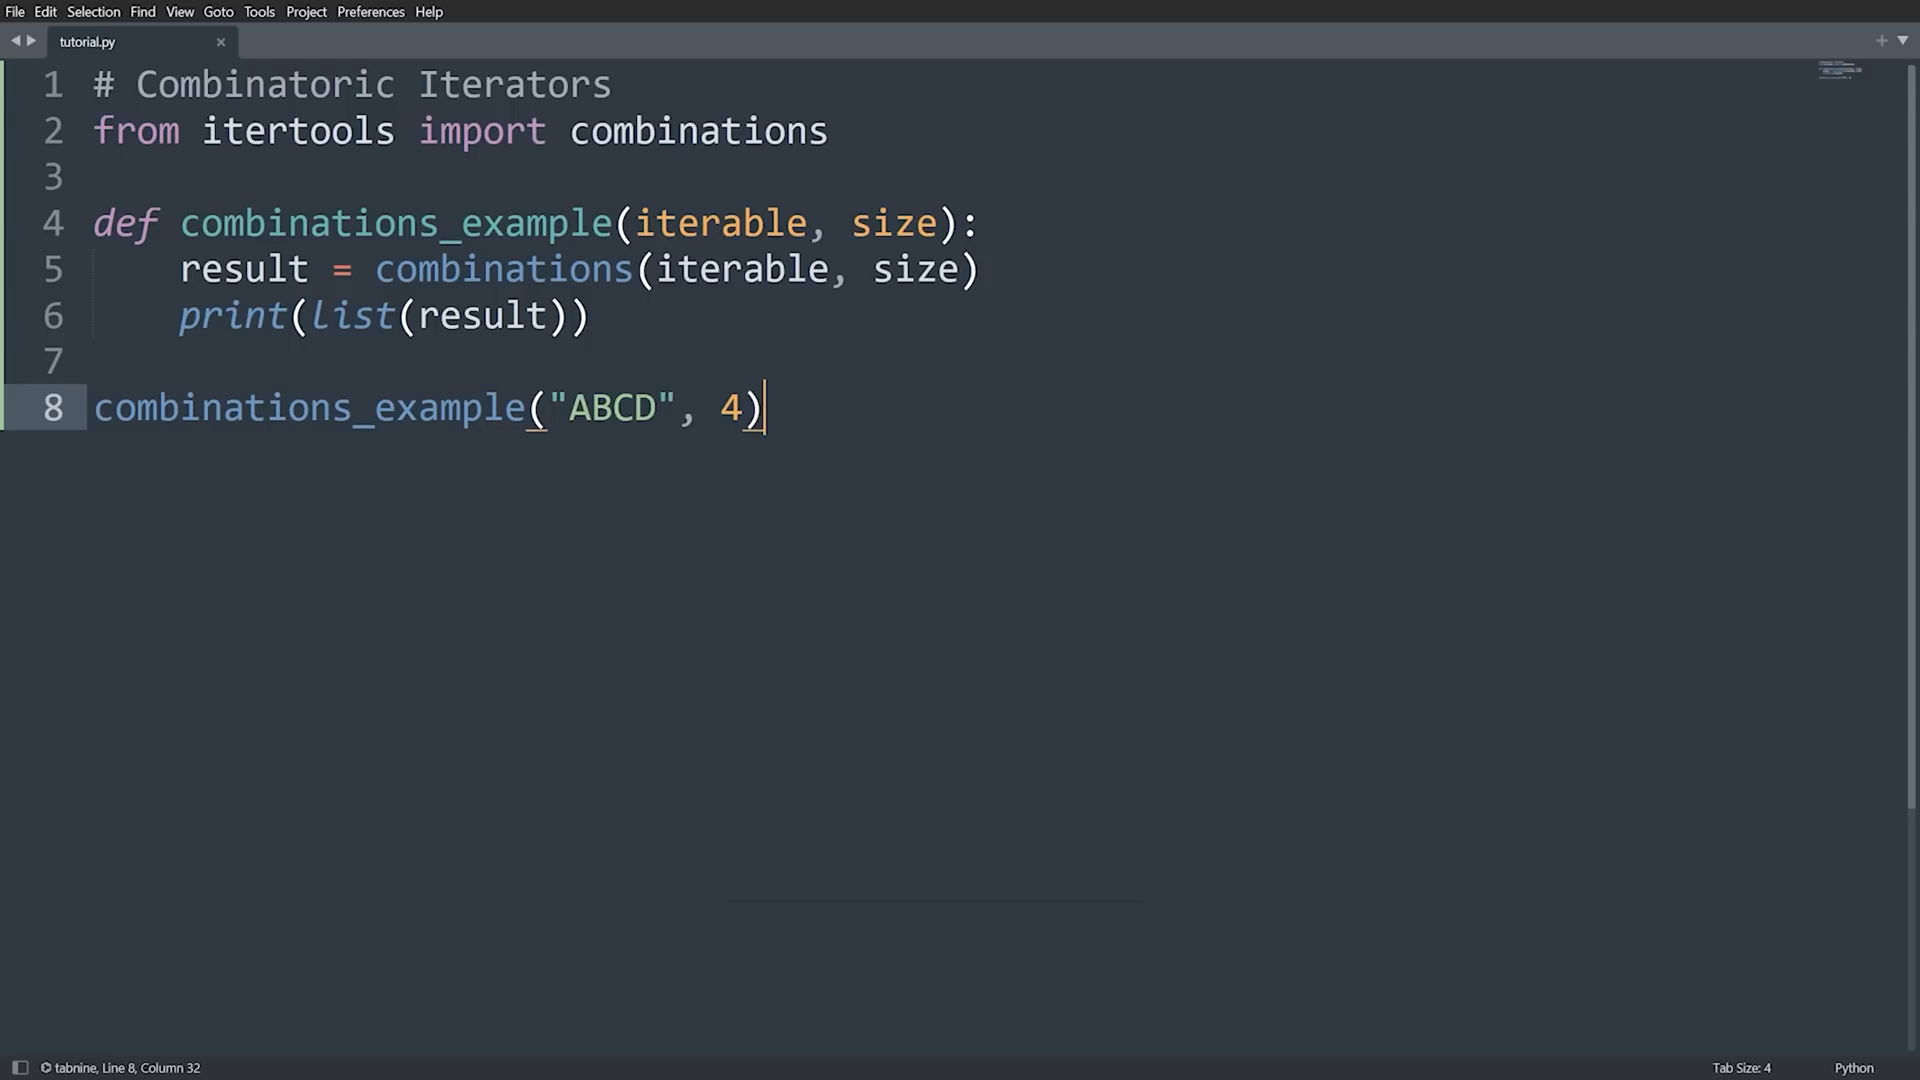 File Edit Selection Find View Goto Tools Project Preferences Help
tutorial.py
1 # Combinatoric Iterators
2 from itertools import combinations
3
4 def combinations_example(iterable, size):
5     result = combinations(iterable, size)
6     print(list(result))
7
8 combinations_example("ABCD", 4)
tabnine, Line 8, Column 32 Tab Size: 4 Python